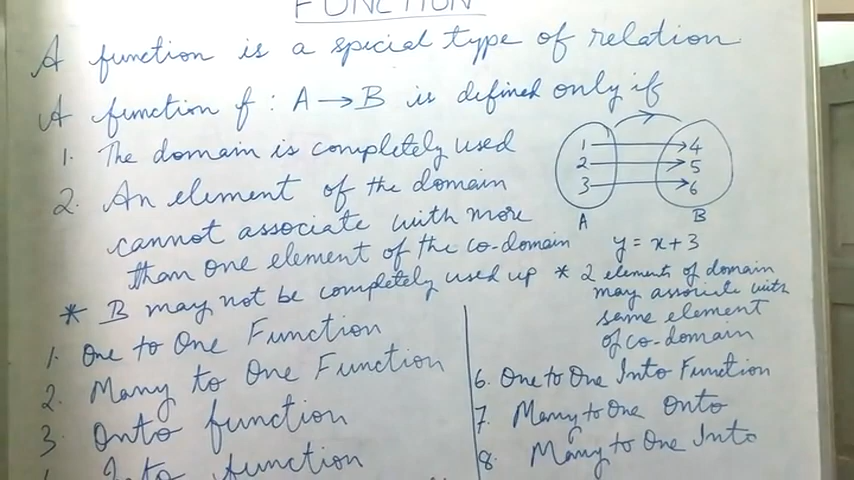 FUNCTION
A function is a special type of relation
A function f : A → B is defined only if
1. The domain is completely used
2. An element of the domain
cannot associate with more
than one element of the co-domain
* B may not be completely used up
1 → 4
2 → 5
3 → 6
A B
y = x + 3
* 2 elements of domain
may associate with
same element
of co-domain
1. One to One Function
2. Many to One Function
3. Onto function
Into function
6. One to One Into Function
7. Many to One Onto
8. Many to One Into